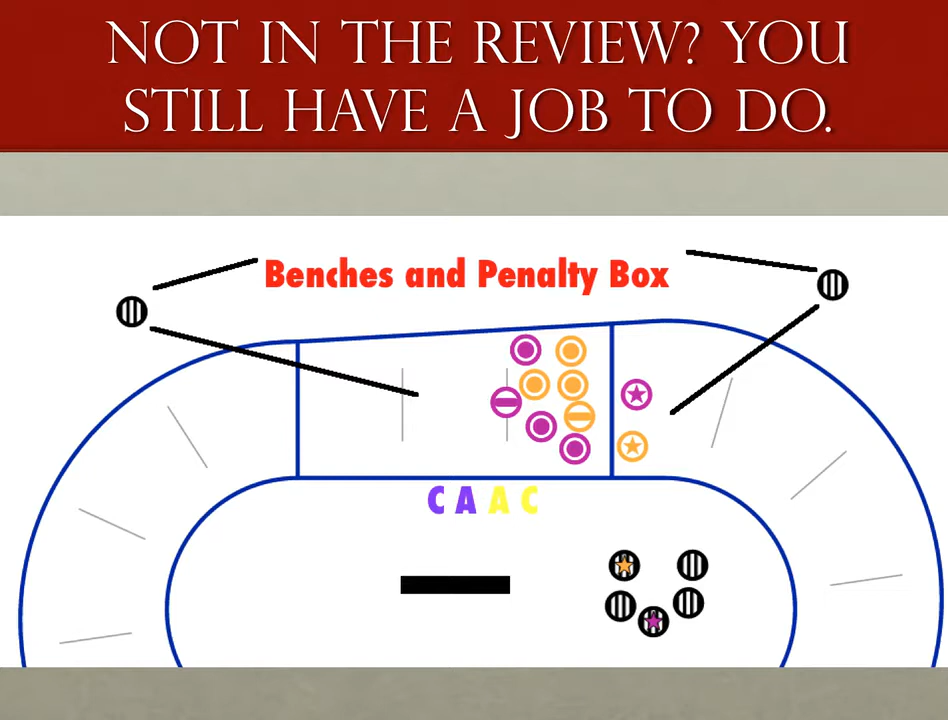 NOT IN THE REVIEW? YOU
STILL HAVE A JOB TO DO.
Benches and Penalty Box
C A A C